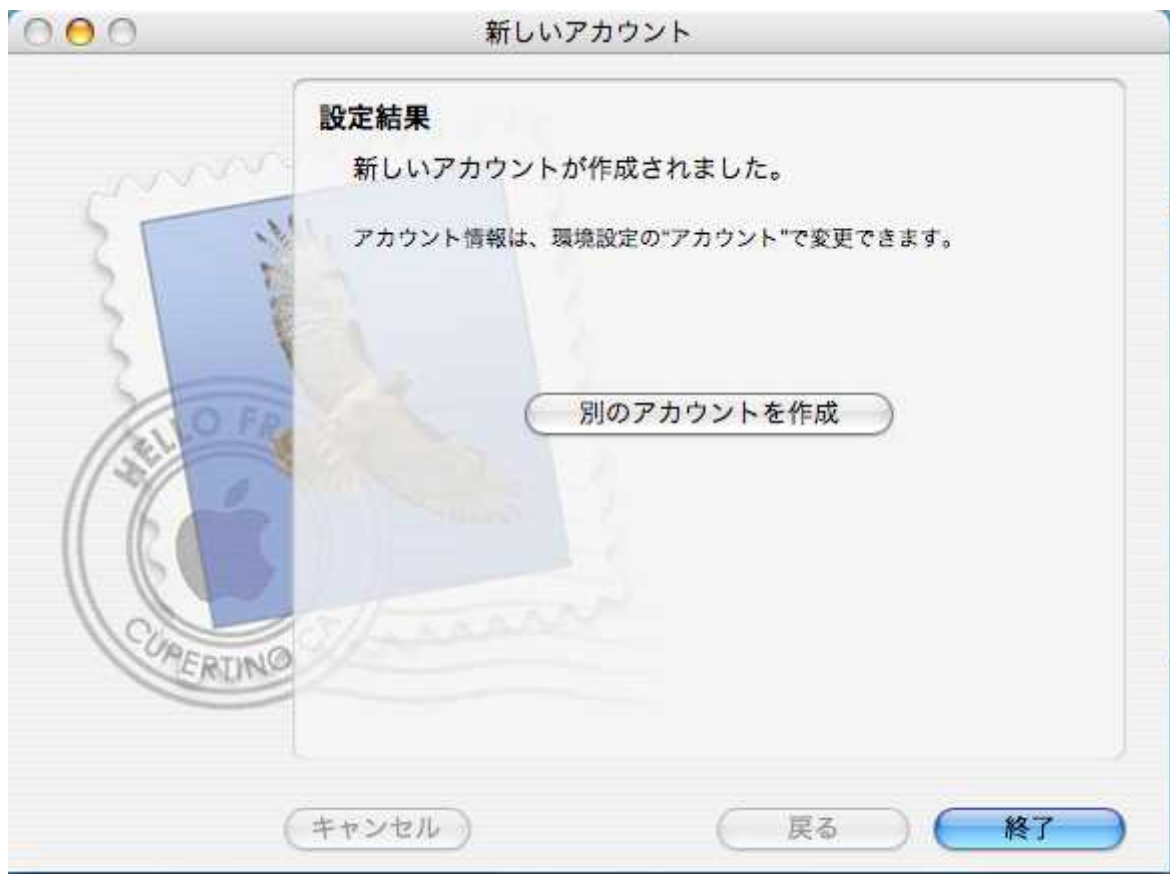 新しいアカウント
設定結果
新しいアカウントが作成されました。
アカウント情報は、環境設定の"アカウント"で変更できます。
別のアカウントを作成
HELLO FR
CUPERTINO CA
キャンセル
戻る
終了